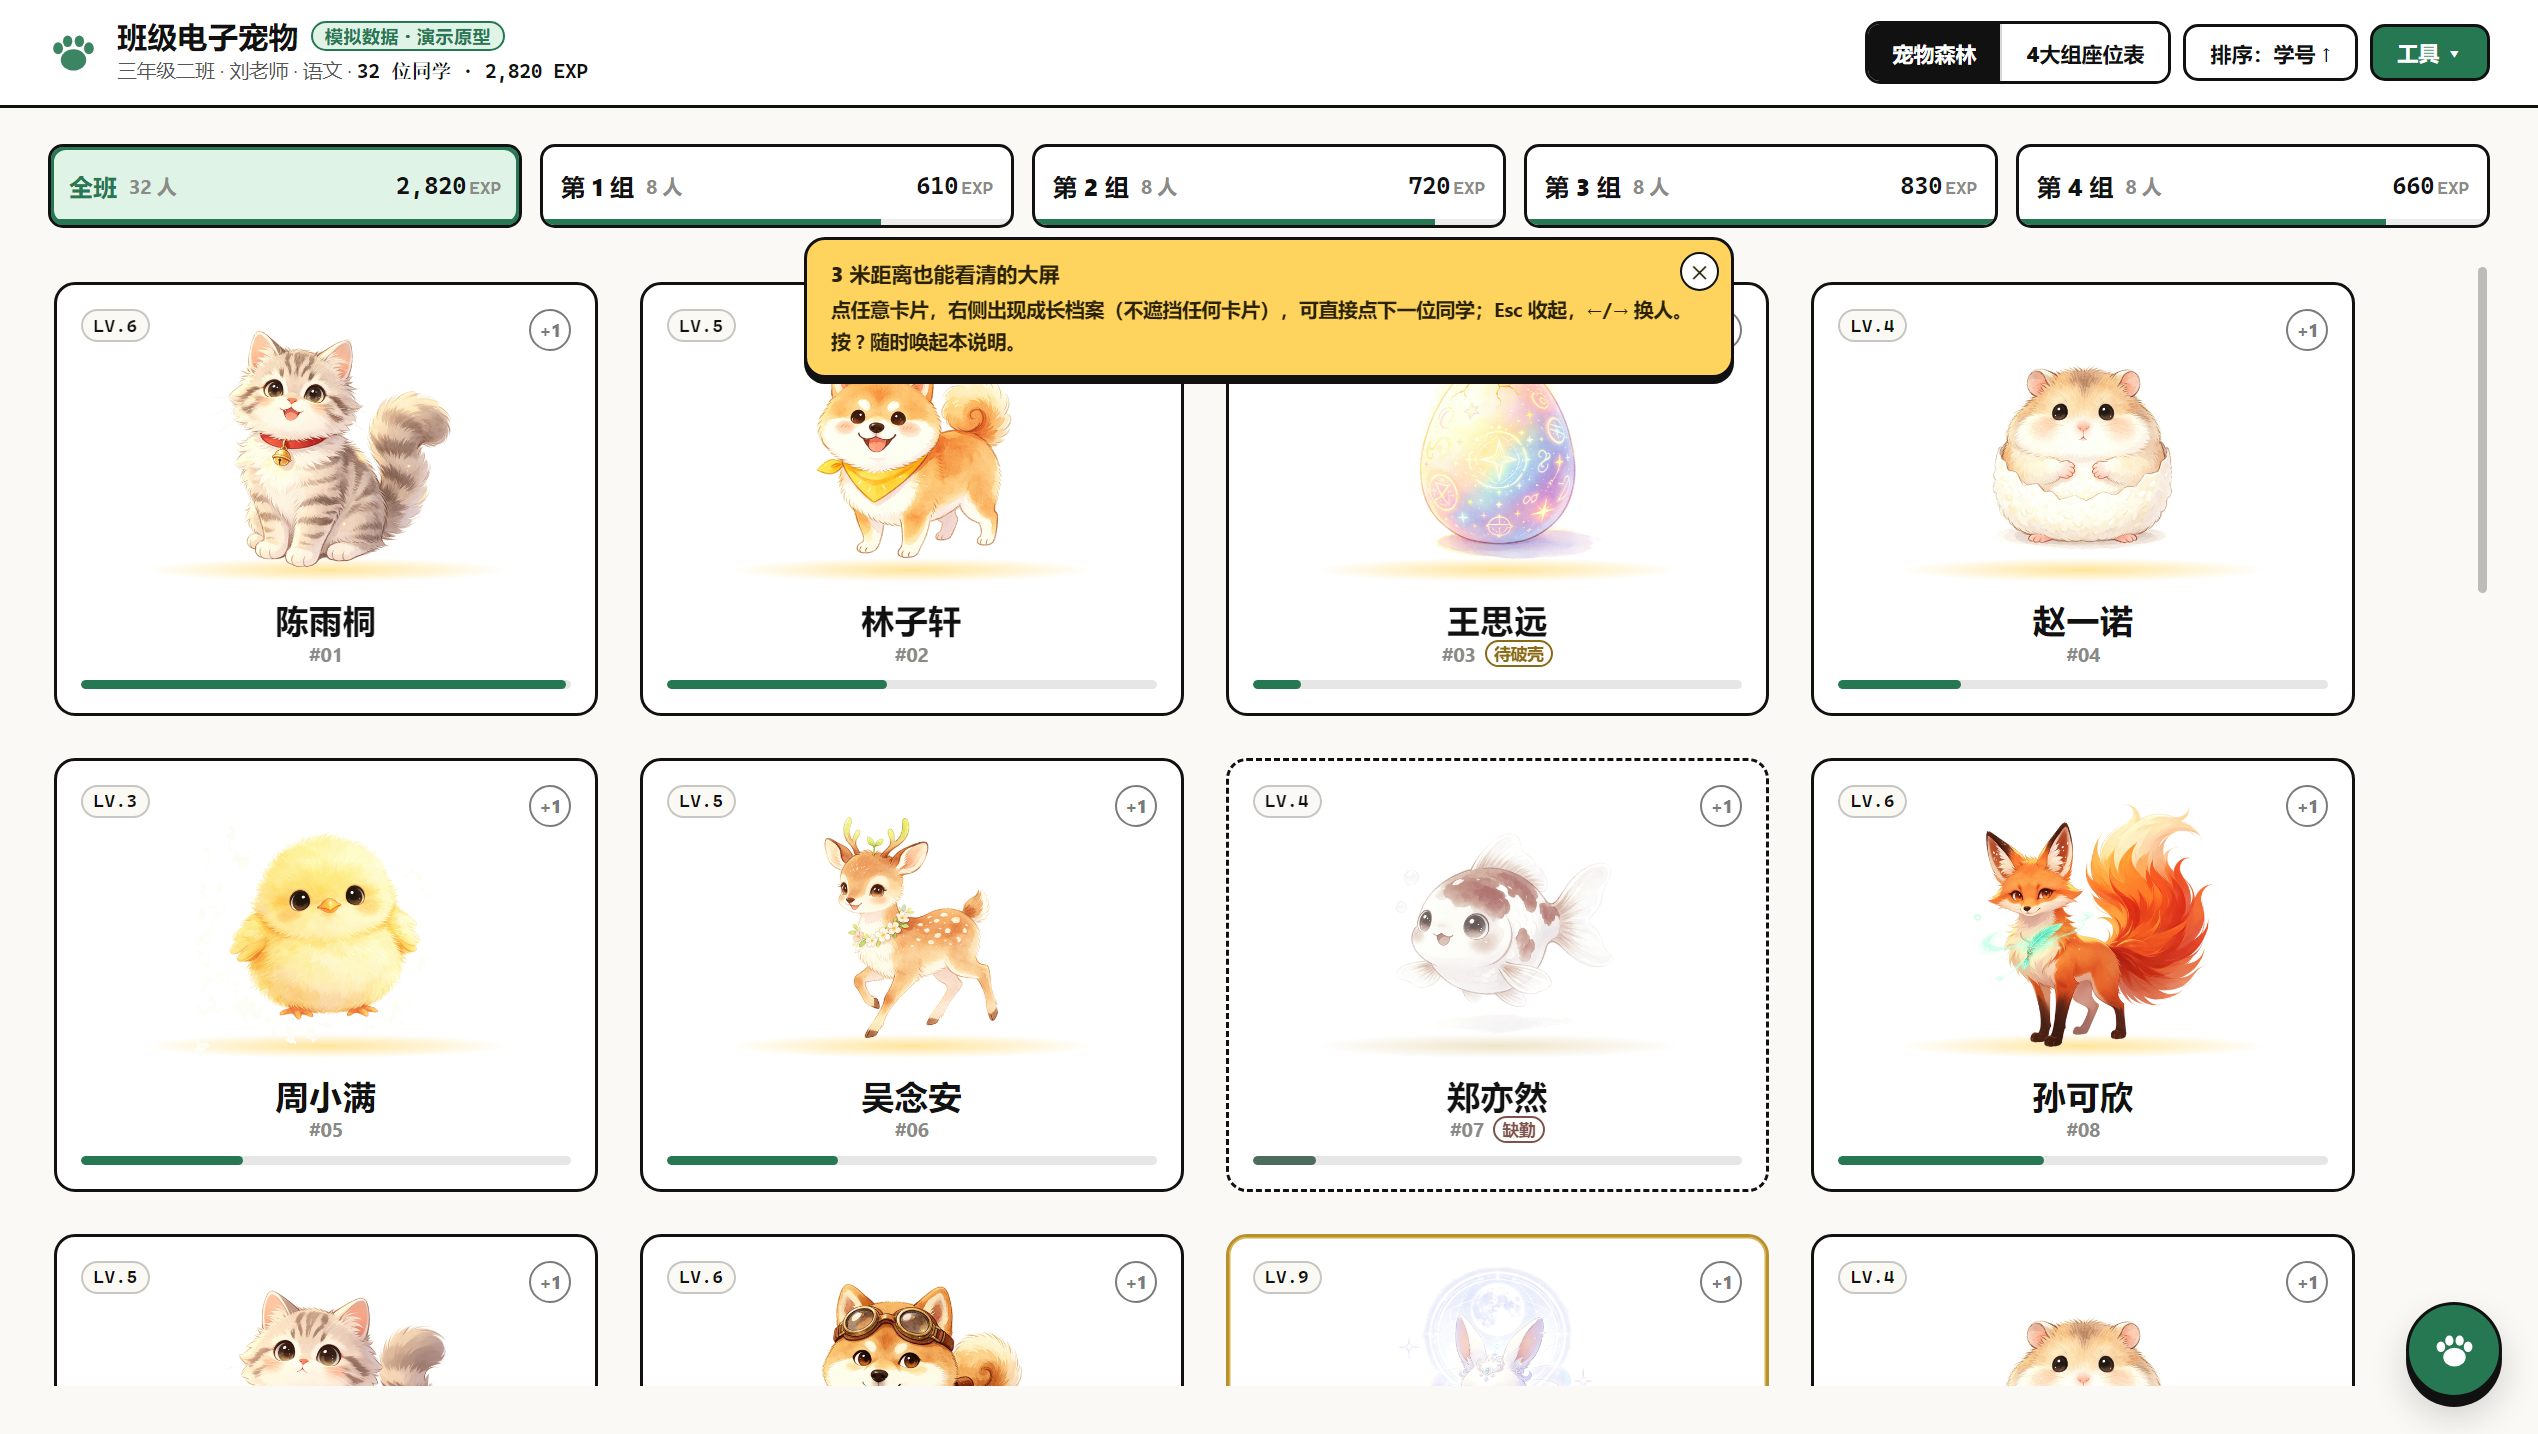 班级电子宠物 模拟数据 · 演示原型
三年级二班 · 刘老师 · 语文 · 32 位同学 · 2,820 EXP
宠物森林 4大组座位表 排序：学号 ↑ 工具 ▾
全班 32 人 2,820 EXP
第 1 组 8 人 610 EXP
第 2 组 8 人 720 EXP
第 3 组 8 人 830 EXP
第 4 组 8 人 660 EXP
3 米距离也能看清的大屏
点任意卡片，右侧出现成长档案（不遮挡任何卡片），可直接点下一位同学；Esc 收起，←/→ 换人。
按 ? 随时唤起本说明。
LV.6 +1
陈雨桐
#01
LV.5
林子轩
#02
王思远
#03 待破壳
LV.4 +1
赵一诺
#04
LV.3 +1
周小满
#05
LV.5 +1
吴念安
#06
LV.4 +1
郑亦然
#07 缺勤
LV.6 +1
孙可欣
#08
LV.5 +1
LV.6 +1
LV.9 +1
LV.4 +1